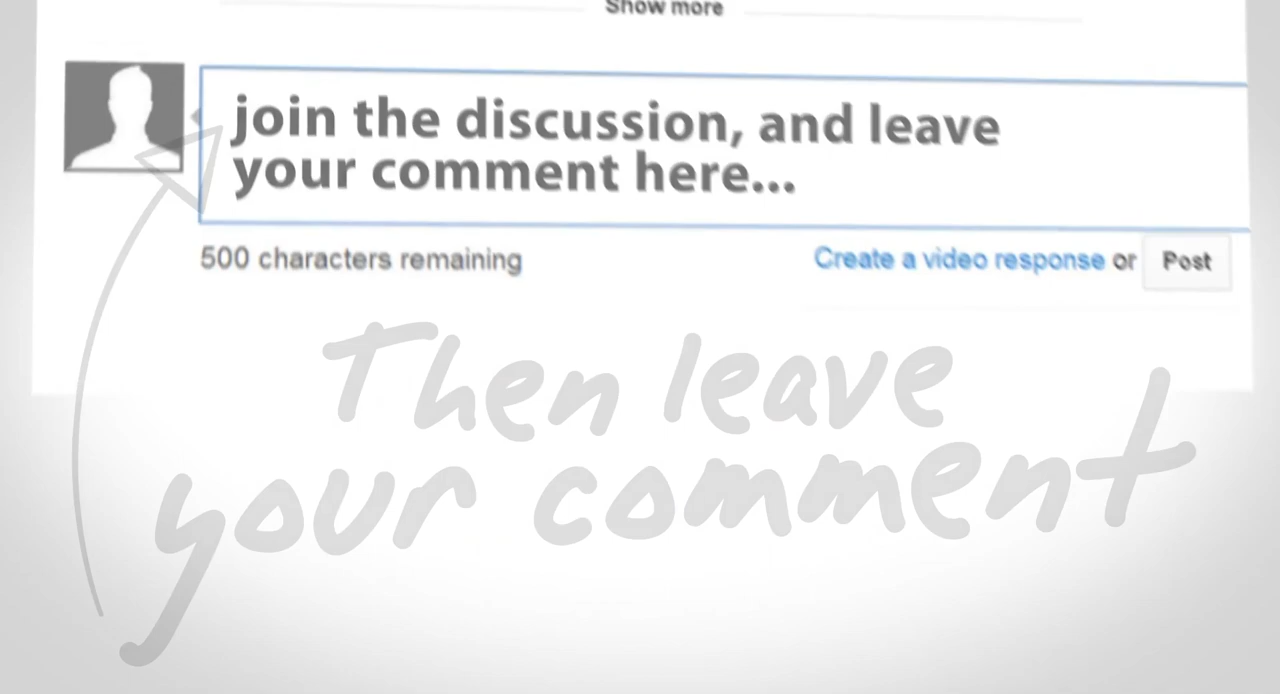 Show more
join the discussion, and leave
your comment here...
500 characters remaining
Create a video response or Post
Then leave
your comment